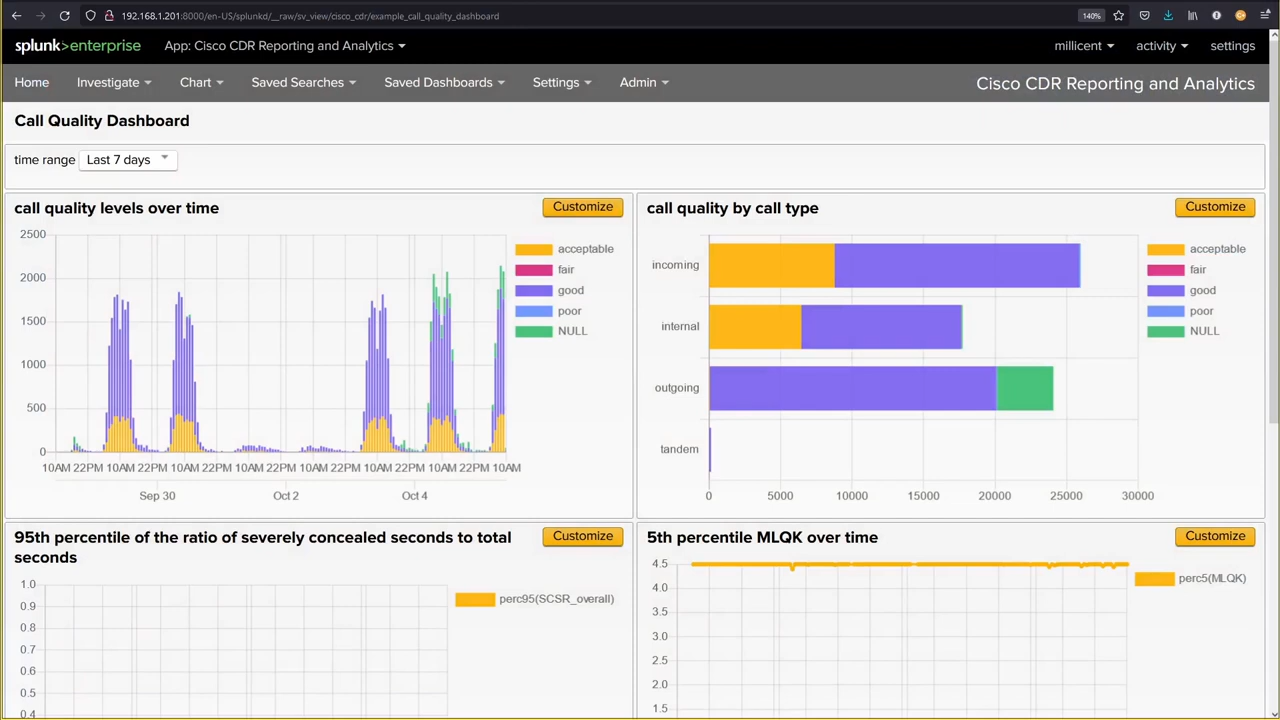 192.168.1.201:8000/en-US/splunkd/__raw/sv_view/cisco_cdr/example_call_quality_dashboard
140%
splunk>enterprise
App: Cisco CDR Reporting and Analytics
millicent
activity
settings
Home
Investigate
Chart
Saved Searches
Saved Dashboards
Settings
Admin
Cisco CDR Reporting and Analytics
Call Quality Dashboard
time range
Last 7 days
call quality levels over time
Customize
2500
2000
1500
1000
500
0
10AM 22PM 10AM 22PM 10AM 22PM 10AM 22PM 10AM 22PM 10AM 22PM 10AM 22PM 10AM
Sep 30
Oct 2
Oct 4
acceptable
fair
good
poor
NULL
call quality by call type
Customize
incoming
internal
outgoing
tandem
0
5000
10000
15000
20000
25000
30000
acceptable
fair
good
poor
NULL
95th percentile of the ratio of severely concealed seconds to total
seconds
Customize
1.0
0.9
0.8
0.7
0.6
0.5
0.4
perc95(SCSR_overall)
5th percentile MLQK over time
Customize
4.5
4.0
3.5
3.0
2.5
2.0
1.5
perc5(MLQK)